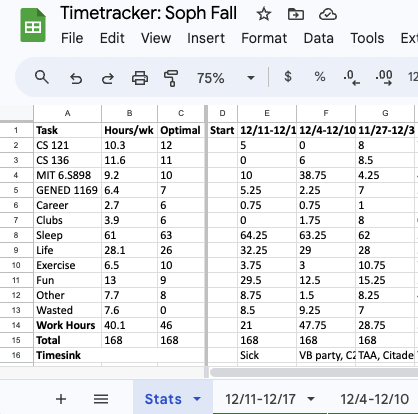 Timetracker: Soph Fall
File Edit View Insert Format Data Tools
75% $ % .0 .00 12
A B C D E F G
1 Task Hours/wk Optimal Start 12/11-12/1 12/4-12/10 11/27-12/3
2 CS 121 10.3 12 5 0 8
3 CS 136 11.6 11 0 6 8.5
4 MIT 6.S898 9.2 10 10 38.75 4.25
5 GENED 1169 6.4 7 5.25 2.25 7
6 Career 2.7 6 0.75 0.75 1
7 Clubs 3.9 6 0 1.75 8
8 Sleep 61 63 64.25 63.25 62
9 Life 28.1 26 32.25 29 28
10 Exercise 6.5 10 3.75 3 10.75
11 Fun 13 9 29.5 12.5 15.25
12 Other 7.7 8 8.75 1.5 8.25
13 Wasted 7.6 0 8.5 9.25 7
14 Work Hours 40.1 46 21 47.75 28.75
15 Total 168 168 168 168 168
16 Timesink Sick VB party, TAA, Citade
Stats 12/11-12/17 12/4-12/10